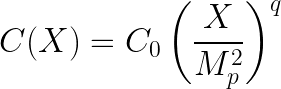 C(X) = C_0 \left( \frac{X}{M_p^2} \right)^q